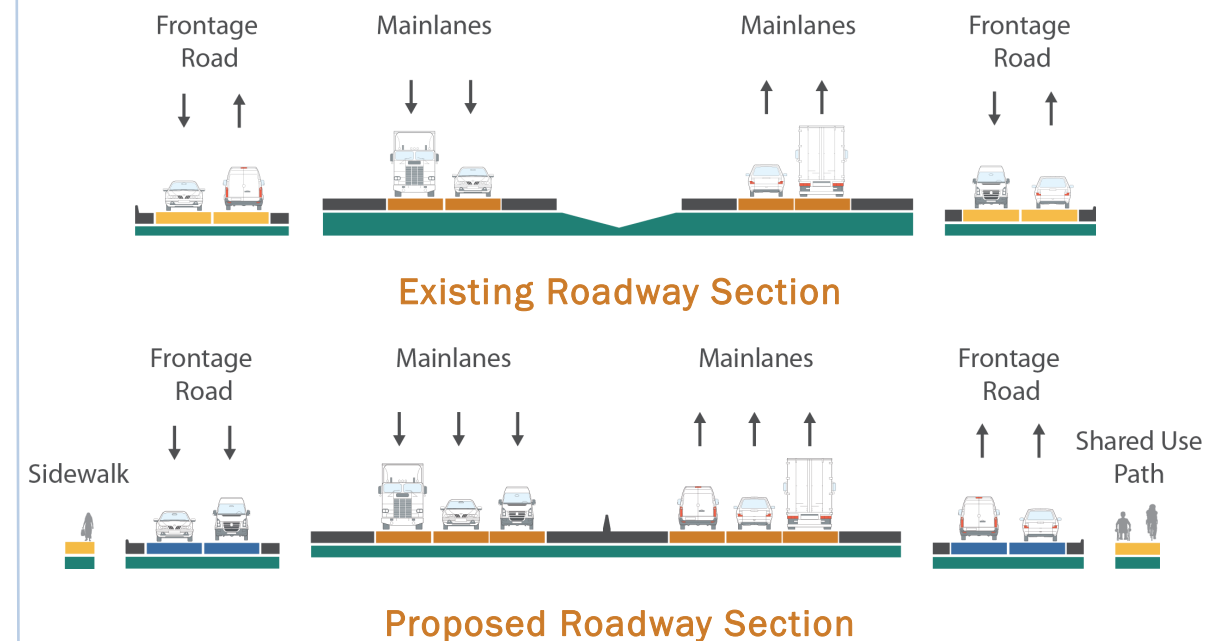 Frontage
Road
Mainlanes
Mainlanes
Frontage
Road
Existing Roadway Section
Frontage
Road
Mainlanes
Mainlanes
Frontage
Road
Sidewalk
Shared Use
Path
Proposed Roadway Section